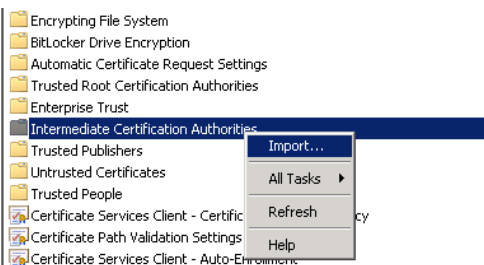 Encrypting File System
BitLocker Drive Encryption
Automatic Certificate Request Settings
Trusted Root Certification Authorities
Enterprise Trust
Intermediate Certification Authorities
Import...
Trusted Publishers
All Tasks
Untrusted Certificates
Trusted People
Refresh
Certificate Services Client - Certific cy
Certificate Path Validation Settings
Help
Certificate Services Client - Auto-Enrollment